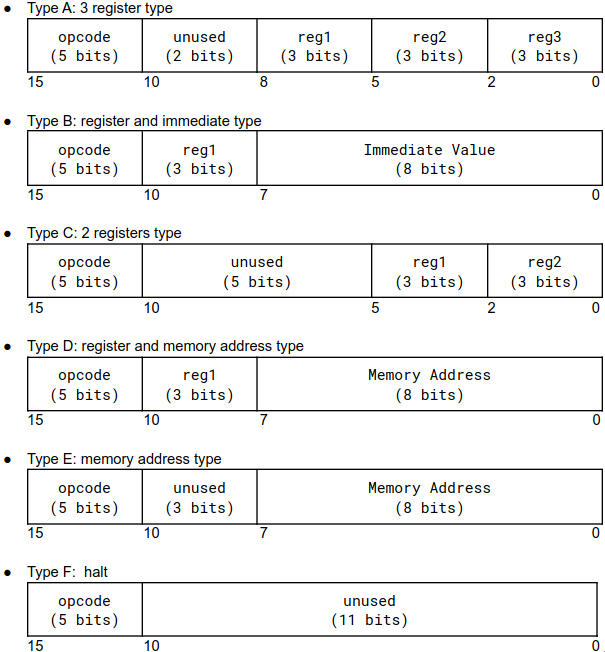 ● Type A: 3 register type
opcode unused reg1 reg2 reg3
(5 bits) (2 bits) (3 bits) (3 bits) (3 bits)
15 10 8 5 2 0
● Type B: register and immediate type
opcode reg1 Immediate Value
(5 bits) (3 bits) (8 bits)
15 10 7 0
● Type C: 2 registers type
opcode unused reg1 reg2
(5 bits) (5 bits) (3 bits) (3 bits)
15 10 5 2 0
● Type D: register and memory address type
opcode reg1 Memory Address
(5 bits) (3 bits) (8 bits)
15 10 7 0
● Type E: memory address type
opcode unused Memory Address
(5 bits) (3 bits) (8 bits)
15 10 7 0
● Type F: halt
opcode unused
(5 bits) (11 bits)
15 10 0